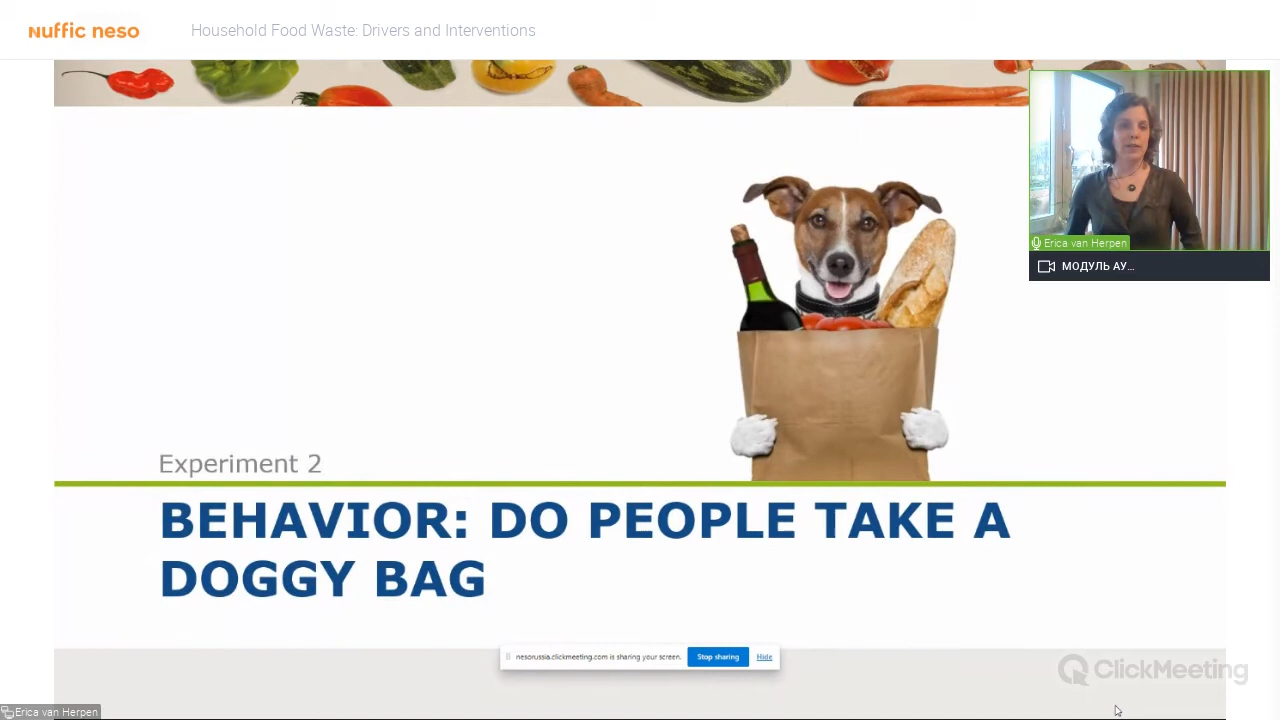 nuffic neso
Household Food Waste: Drivers and Interventions
Erica van Herpen
МОДУЛЬ АУ...
Experiment 2
BEHAVIOR: DO PEOPLE TAKE A
DOGGY BAG
nesorussia.clickmeeting.com is sharing your screen.
Stop sharing
Hide
ClickMeeting
Erica van Herpen